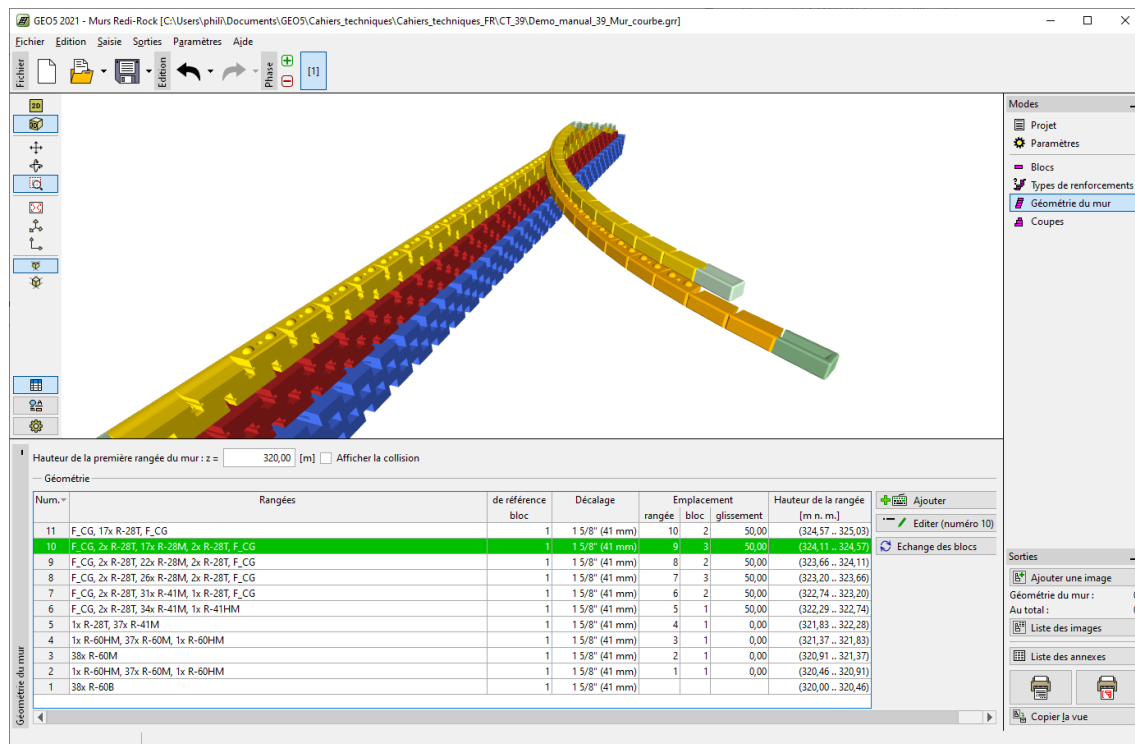 GEO5 2021 - Murs Redi-Rock [C:\Users\phili\Documents\GEO5\Cahiers_techniques\Cahiers_techniques_FR\CT_39\Demo_manual_39_Mur_courbe.grr]
Fichier Edition Saisie Sorties Paramètres Aide
Fichier
Edition
Phase
[1]
2D
3D
Modes
Projet
Paramètres
Blocs
Types de renforcements
Géométrie du mur
Coupes
Hauteur de la première rangée du mur : z = 320,00 [m] Afficher la collision
Géométrie
Num. Rangées de référence Décalage Emplacement Hauteur de la rangée
bloc rangée bloc glissement [m n. m.]
11 F_CG, 17x R-28T, F_CG 1 1 5/8" (41 mm) 10 2 50,00 (324,57 .. 325,03)
10 F_CG, 2x R-28T, 17x R-28M, 2x R-28T, F_CG 1 1 5/8" (41 mm) 9 3 50,00 (324,11 .. 324,57)
9 F_CG, 2x R-28T, 22x R-28M, 2x R-28T, F_CG 1 1 5/8" (41 mm) 8 2 50,00 (323,66 .. 324,11)
8 F_CG, 2x R-28T, 26x R-28M, 2x R-28T, F_CG 1 1 5/8" (41 mm) 7 3 50,00 (323,20 .. 323,66)
7 F_CG, 2x R-28T, 31x R-41M, 1x R-28T, F_CG 1 1 5/8" (41 mm) 6 2 50,00 (322,74 .. 323,20)
6 F_CG, 2x R-28T, 34x R-41M, 1x R-41HM 1 1 5/8" (41 mm) 5 1 50,00 (322,29 .. 322,74)
5 1x R-28T, 37x R-41M 1 1 5/8" (41 mm) 4 1 0,00 (321,83 .. 322,28)
4 1x R-60HM, 37x R-60M, 1x R-60HM 1 1 5/8" (41 mm) 3 1 0,00 (321,37 .. 321,83)
3 38x R-60M 1 1 5/8" (41 mm) 2 1 0,00 (320,91 .. 321,37)
2 1x R-60HM, 37x R-60M, 1x R-60HM 1 1 5/8" (41 mm) 1 1 0,00 (320,46 .. 320,91)
1 38x R-60B 1 1 5/8" (41 mm) (320,00 .. 320,46)
Ajouter
Editer (numéro 10)
Echange des blocs
Géométrie du mur
Sorties
Ajouter une image
Géométrie du mur :
Au total :
Liste des images
Liste des annexes
Copier la vue